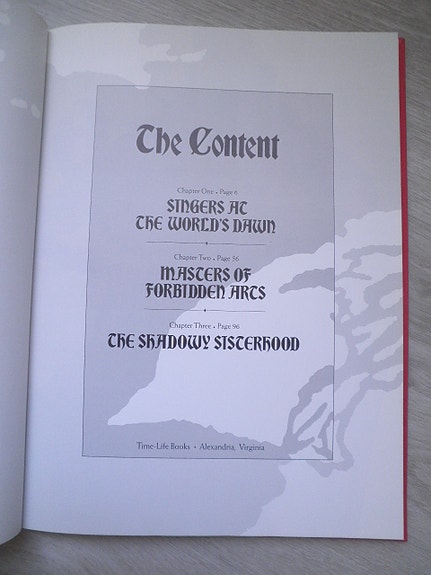 The Content
Chapter One • Page 6
SINGERS AT
THE WORLD'S DAWN
Chapter Two • Page 56
MASTERS OF
FORBIDDEN ARTS
Chapter Three • Page 96
THE SHADOWY SISTERHOOD
Time-Life Books • Alexandria, Virginia